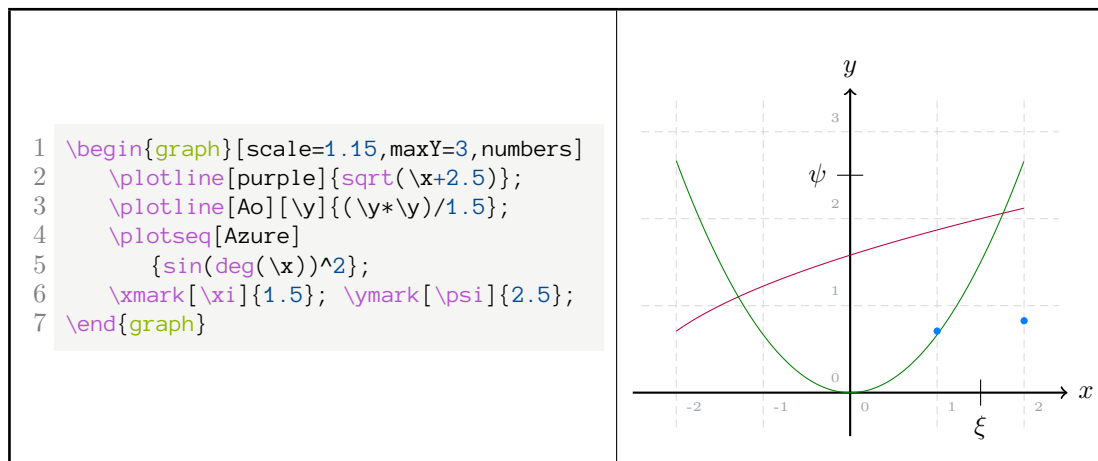 1 \begin{graph}[scale=1.15,maxY=3,numbers]
2 \plotline[purple]{sqrt(\x+2.5)};
3 \plotline[Ao][\y]{(\y*\y)/1.5};
4 \plotseq[Azure]
5 {sin(deg(\x))^2};
6 \xmark[\xi]{1.5}; \ymark[\psi]{2.5};
7 \end{graph}
y
3
ψ
2
1
0
x
-2 -1 0 1 2
ξ